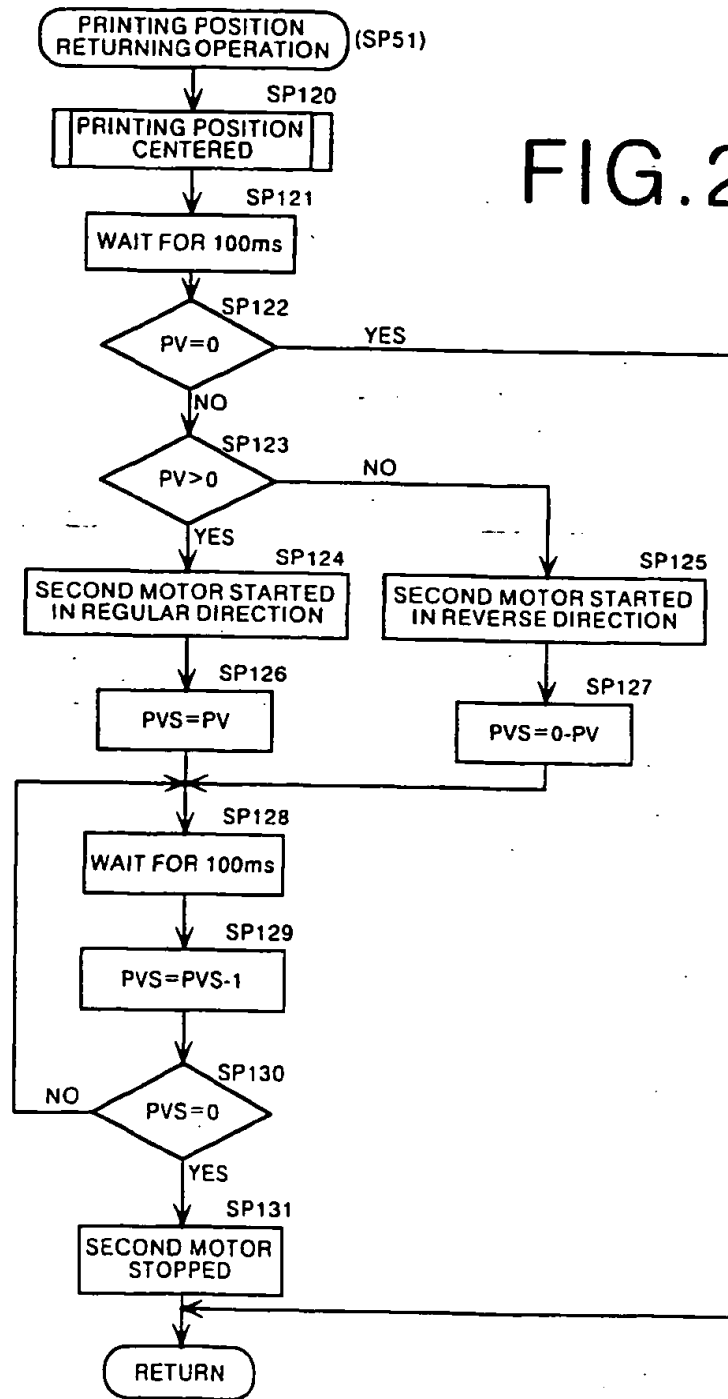 PRINTING POSITION
RETURNING OPERATION
(SP51)
SP120
PRINTING POSITION
CENTERED
FIG.2
SP121
WAIT FOR 100ms
SP122
PV=0
YES
NO
SP123
PV>0
NO
YES
SP124
SECOND MOTOR STARTED
IN REGULAR DIRECTION
SP125
SECOND MOTOR STARTED
IN REVERSE DIRECTION
SP126
PVS=PV
SP127
PVS=0-PV
SP128
WAIT FOR 100ms
SP129
PVS=PVS-1
SP130
NO
PVS=0
YES
SP131
SECOND MOTOR
STOPPED
RETURN